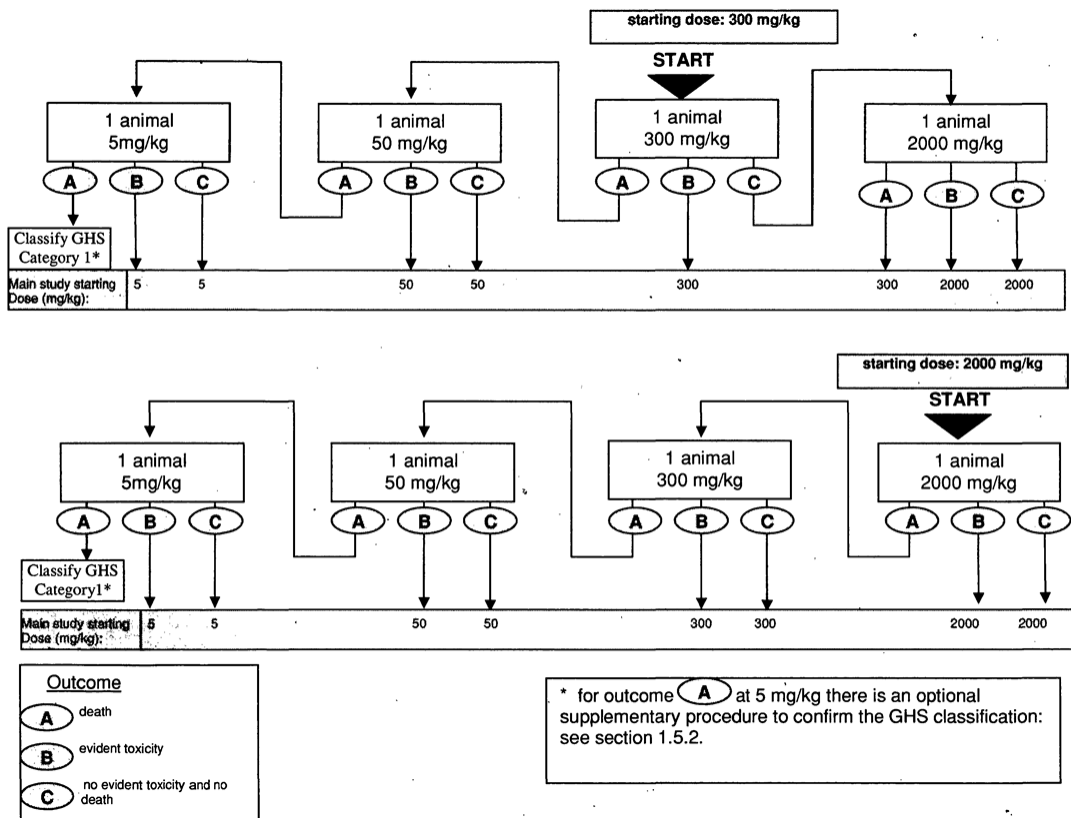 starting dose: 300 mg/kg
START
1 animal
5mg/kg
1 animal
50 mg/kg
1 animal
300 mg/kg
1 animal
2000 mg/kg
A B C A B C A B C A B C
Classify GHS
Category 1*
Main study starting
Dose (mg/kg):
5 5 50 50 300 300 2000 2000
starting dose: 2000 mg/kg
START
1 animal
5mg/kg
1 animal
50 mg/kg
1 animal
300 mg/kg
1 animal
2000 mg/kg
A B C A B C A B C A B C
Classify GHS
Category1*
Main study starting
Dose (mg/kg):
5 5 50 50 300 300 2000 2000
Outcome
A death
B evident toxicity
C no evident toxicity and no
death
* for outcome A at 5 mg/kg there is an optional
supplementary procedure to confirm the GHS classification:
see section 1.5.2.